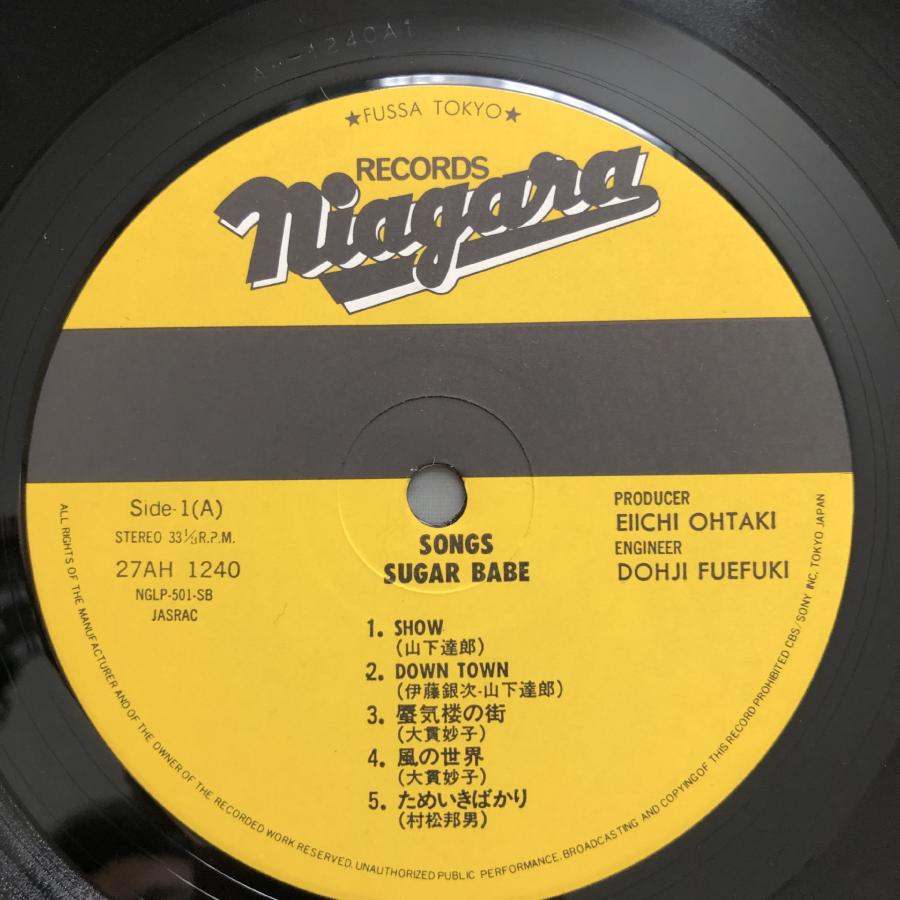 -1240A1
★FUSSA TOKYO★
RECORDS
Niagara
Side-1(A)
STEREO 33⅓R.P.M.
27AH 1240
NGLP-501-SB
JASRAC
SONGS
SUGAR BABE
PRODUCER
EIICHI OHTAKI
ENGINEER
DOHJI FUEFUKI
1. SHOW
(山下達郎)
2. DOWN TOWN
(伊藤銀次・山下達郎)
3. 蜃気楼の街
(大貫妙子)
4. 風の世界
(大貫妙子)
5. ためいきばかり
(村松邦男)
ALL RIGHTS OF THE MANUFACTURER AND OF THE OWNER OF THE RECORDED WORK RESERVED. UNAUTHORIZED PUBLIC PERFORMANCE, BROADCASTING AND COPYING OF THIS RECORD PROHIBITED CBS/SONY INC. TOKYO JAPAN